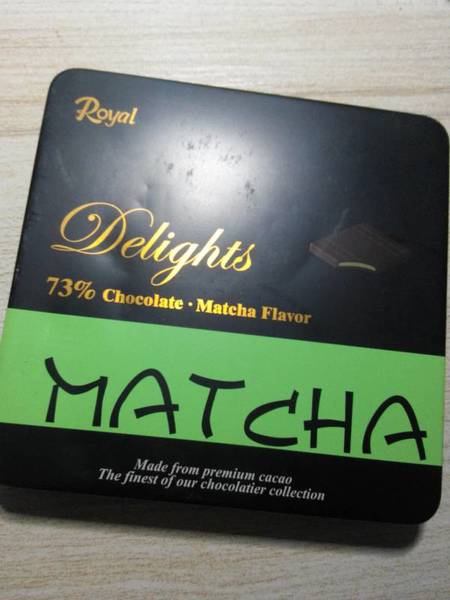 Royal
Delights
73% Chocolate · Matcha Flavor
MATCHA
Made from premium cacao
The finest of our chocolatier collection